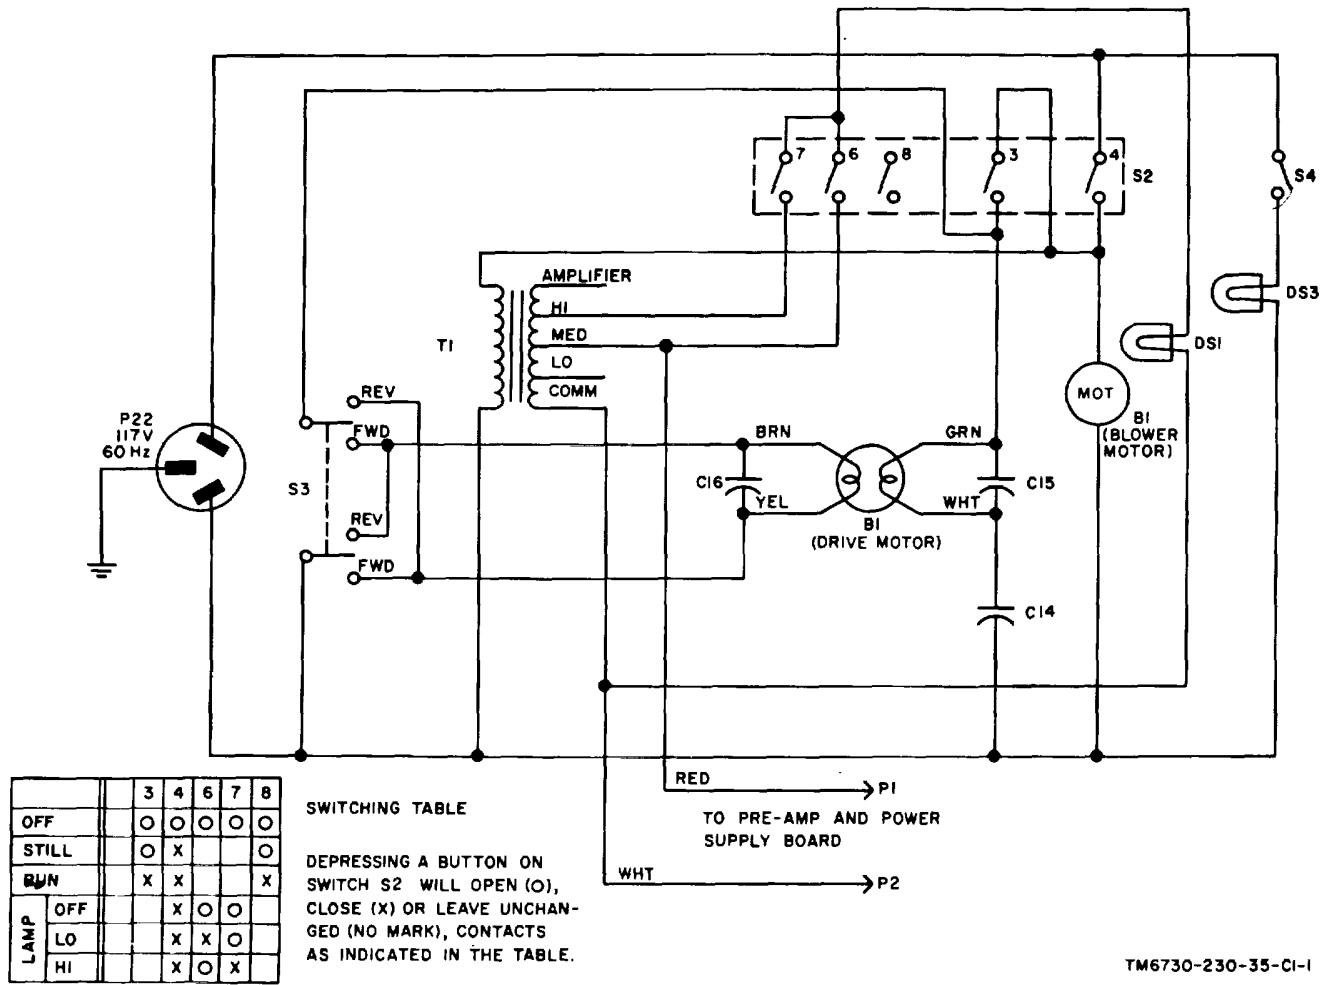 7
6
8
3
4
S2
S4
AMPLIFIER
HI
MED
LO
COMM
T1
DS3
DS1
MOT
B1
(BLOWER
MOTOR)
P22
117V
60 Hz
REV
FWD
S3
REV
FWD
BRN
GRN
C16
C15
YEL
WHT
B1
(DRIVE MOTOR)
C14
RED
P1
TO PRE-AMP AND POWER
SUPPLY BOARD
WHT
P2
3 4 6 7 8
OFF O O O O O
STILL O X O
RUN X X X
LAMP
OFF X O O
LO X X O
HI X O X
SWITCHING TABLE
DEPRESSING A BUTTON ON
SWITCH S2 WILL OPEN (O),
CLOSE (X) OR LEAVE UNCHAN-
GED (NO MARK), CONTACTS
AS INDICATED IN THE TABLE.
TM6730-230-35-C1-1